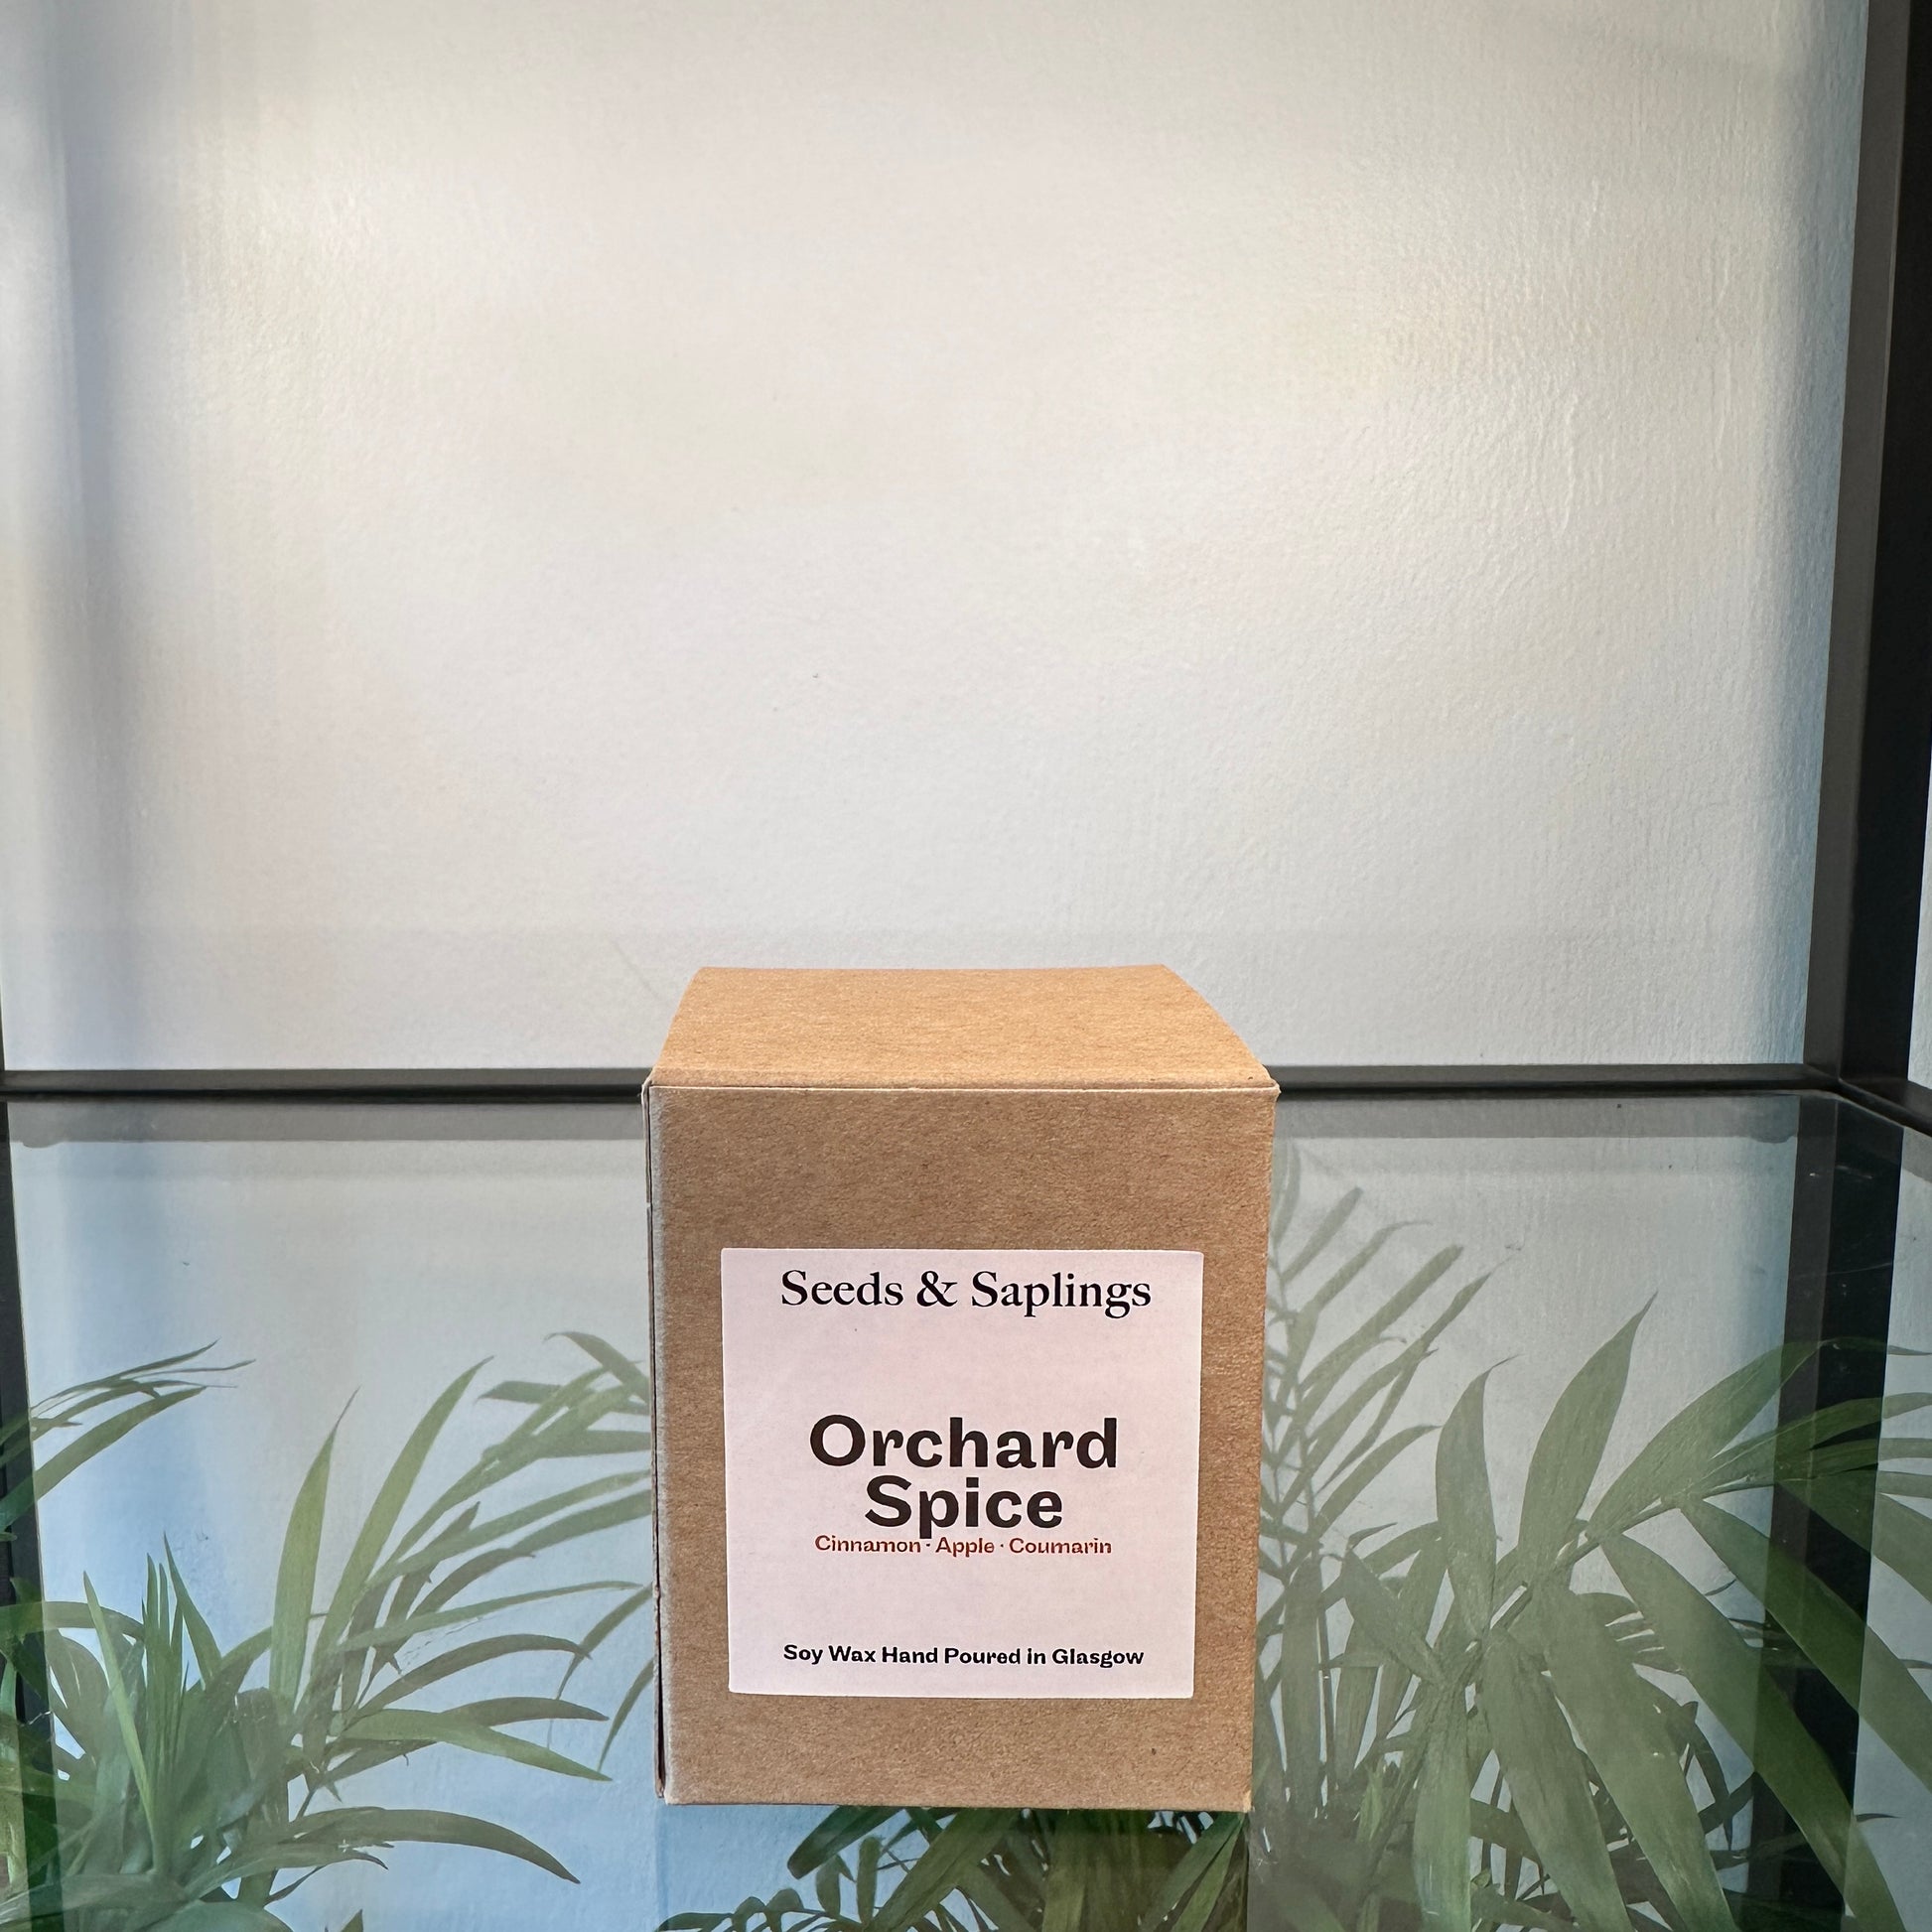 Seeds & Saplings
Orchard
Spice
Cinnamon · Apple · Coumarin
Soy Wax Hand Poured in Glasgow